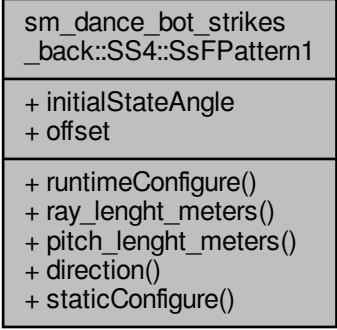 sm_dance_bot_strikes
_back::SS4::SsFPattern1
+ initialStateAngle
+ offset
+ runtimeConfigure()
+ ray_lenght_meters()
+ pitch_lenght_meters()
+ direction()
+ staticConfigure()